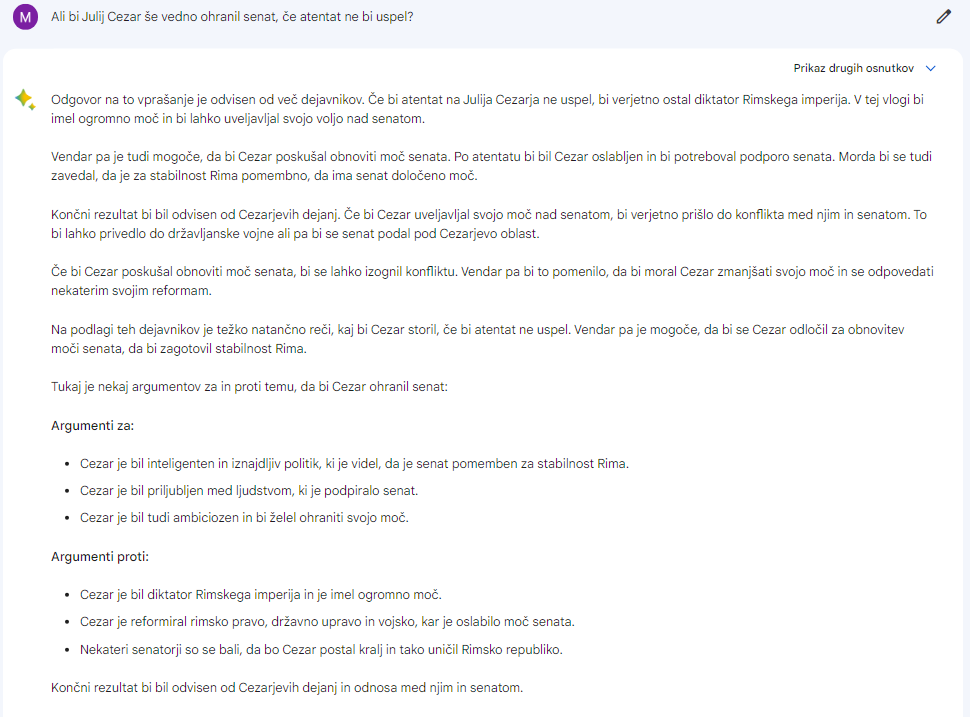 M
Ali bi Julij Cezar še vedno ohranil senat, če atentat ne bi uspel?
Prikaz drugih osnutkov
Odgovor na to vprašanje je odvisen od več dejavnikov. Če bi atentat na Julija Cezarja ne uspel, bi verjetno ostal diktator Rimskega imperija. V tej vlogi bi
imel ogromno moč in bi lahko uveljavljal svojo voljo nad senatom.
Vendar pa je tudi mogoče, da bi Cezar poskušal obnoviti moč senata. Po atentatu bi bil Cezar oslabljen in bi potreboval podporo senata. Morda bi se tudi
zavedal, da je za stabilnost Rima pomembno, da ima senat določeno moč.
Končni rezultat bi bil odvisen od Cezarjevih dejanj. Če bi Cezar uveljavljal svojo moč nad senatom, bi verjetno prišlo do konflikta med njim in senatom. To
bi lahko privedlo do državljanske vojne ali pa bi se senat podal pod Cezarjevo oblast.
Če bi Cezar poskušal obnoviti moč senata, bi se lahko izognil konfliktu. Vendar pa bi to pomenilo, da bi moral Cezar zmanjšati svojo moč in se odpovedati
nekaterim svojim reformam.
Na podlagi teh dejavnikov je težko natančno reči, kaj bi Cezar storil, če bi atentat ne uspel. Vendar pa je mogoče, da bi se Cezar odločil za obnovitev
moči senata, da bi zagotovil stabilnost Rima.
Tukaj je nekaj argumentov za in proti temu, da bi Cezar ohranil senat:
Argumenti za:
• Cezar je bil inteligenten in iznajdljiv politik, ki je videl, da je senat pomemben za stabilnost Rima.
• Cezar je bil priljubljen med ljudstvom, ki je podpiralo senat.
• Cezar je bil tudi ambiciozen in bi želel ohraniti svojo moč.
Argumenti proti:
• Cezar je bil diktator Rimskega imperija in je imel ogromno moč.
• Cezar je reformiral rimsko pravo, državno upravo in vojsko, kar je oslabilo moč senata.
• Nekateri senatorji so se bali, da bo Cezar postal kralj in tako uničil Rimsko republiko.
Končni rezultat bi bil odvisen od Cezarjevih dejanj in odnosa med njim in senatom.